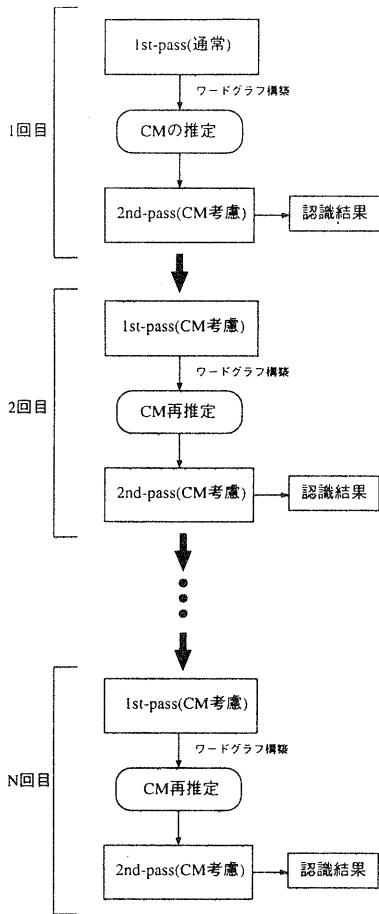 1st-pass(通常)
ワードグラフ構築
CMの推定
1回目
2nd-pass(CM考慮)
認識結果
1st-pass(CM考慮)
ワードグラフ構築
CM再推定
2回目
2nd-pass(CM考慮)
認識結果
1st-pass(CM考慮)
ワードグラフ構築
N回目
CM再推定
2nd-pass(CM考慮)
認識結果